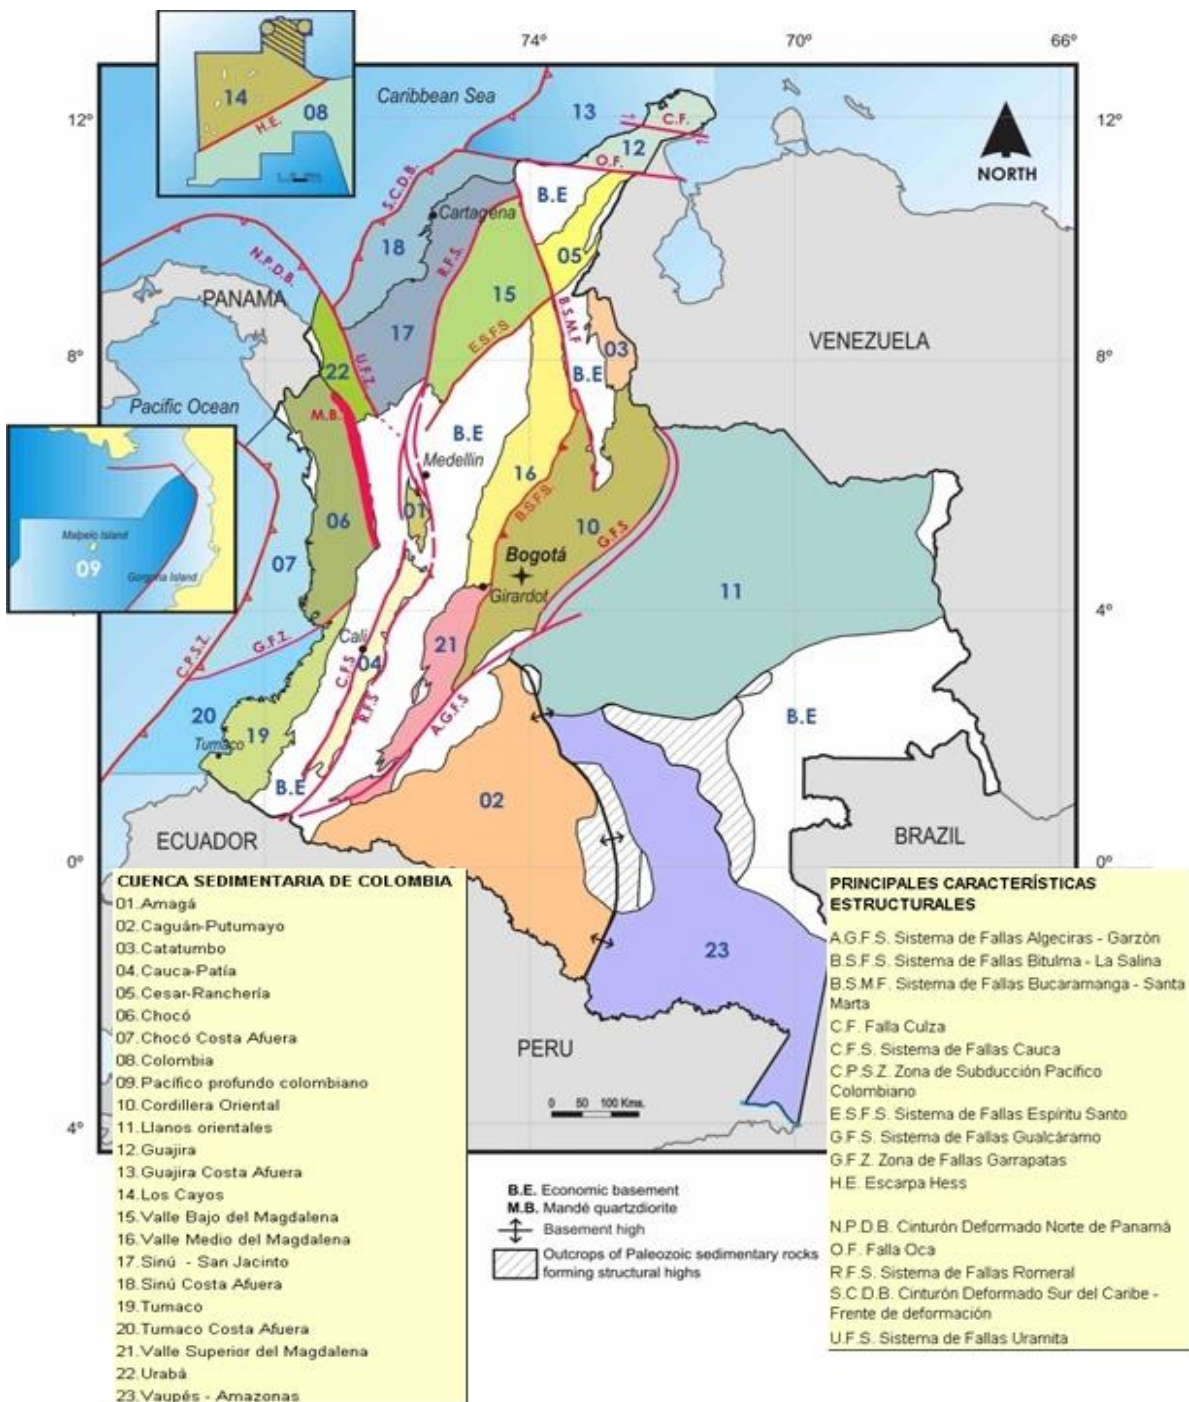 74°
70°
66°
14
08
H.E.
Caribbean Sea
13
C.F.
12
O.F.
12°
12°
NORTH
S.C.D.B.
B.E
Cartagena
18
R.F.S.
05
N.P.D.B.
15
PANAMA
17
B.S.M.F
E.S.F.S
03
VENEZUELA
8°
8°
22
U.F.Z.
B.E
Pacific Ocean
M.B.
B.E
Medellin
16
01
B.S.F.S.
06
10
G.F.S
Malpelo Island
09
Gorgona Island
07
Bogotá
Girardot
11
4°
4°
G.F.Z.
C.P.S.Z.
Cali
C.F.S
04
21
R.F.S
A.G.F.S
20
19
Tumaco
B.E
B.E
02
ECUADOR
BRAZIL
0°
0°
23
PERU
4°
0 50 100 Kms.
CUENCA SEDIMENTARIA DE COLOMBIA
01.Amagá
02.Caguán-Putumayo
03.Catatumbo
04.Cauca-Patía
05.Cesar-Ranchería
06.Chocó
07.Chocó Costa Afuera
08.Colombia
09.Pacífico profundo colombiano
10.Cordillera Oriental
11.Llanos orientales
12.Guajira
13.Guajira Costa Afuera
14.Los Cayos
15.Valle Bajo del Magdalena
16.Valle Medio del Magdalena
17.Sinú - San Jacinto
18.Sinú Costa Afuera
19.Tumaco
20.Tumaco Costa Afuera
21.Valle Superior del Magdalena
22.Urabá
23.Vaupés - Amazonas
B.E. Economic basement
M.B. Mandé quartzdiorite
Basement high
Outcrops of Paleozoic sedimentary rocks
forming structural highs
PRINCIPALES CARACTERÍSTICAS
ESTRUCTURALES
A.G.F.S. Sistema de Fallas Algeciras - Garzón
B.S.F.S. Sistema de Fallas Bitulma - La Salina
B.S.M.F. Sistema de Fallas Bucaramanga - Santa
Marta
C.F. Falla Culza
C.F.S. Sistema de Fallas Cauca
C.P.S.Z. Zona de Subducción Pacífico
Colombiano
E.S.F.S. Sistema de Fallas Espíritu Santo
G.F.S. Sistema de Fallas Gualcáramo
G.F.Z. Zona de Fallas Garrapatas
H.E. Escarpa Hess
N.P.D.B. Cinturón Deformado Norte de Panamá
O.F. Falla Oca
R.F.S. Sistema de Fallas Romeral
S.C.D.B. Cinturón Deformado Sur del Caribe -
Frente de deformación
U.F.S. Sistema de Fallas Uramita